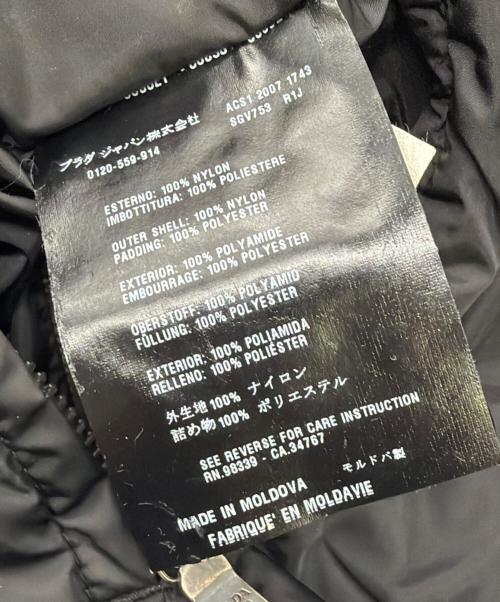 プラダ ジャパン株式会社
0120-559-914
ACS1 2007 1743
SGV753 R1J
ESTERNO: 100% NYLON
IMBOTTITURA: 100% POLIESTERE
OUTER SHELL: 100% NYLON
PADDING: 100% POLYESTER
EXTERIOR: 100% POLYAMIDE
EMBOURRAGE: 100% POLYESTER
OBERSTOFF: 100% POLYAMID
FÜLLUNG: 100% POLYESTER
EXTERIOR: 100% POLIAMIDA
RELLENO: 100% POLIÉSTER
外生地100% ナイロン
詰め物100% ポリエステル
SEE REVERSE FOR CARE INSTRUCTION
RN.98339 - CA.34767
モルドバ製
MADE IN MOLDOVA
FABRIQUE' EN MOLDAVIE